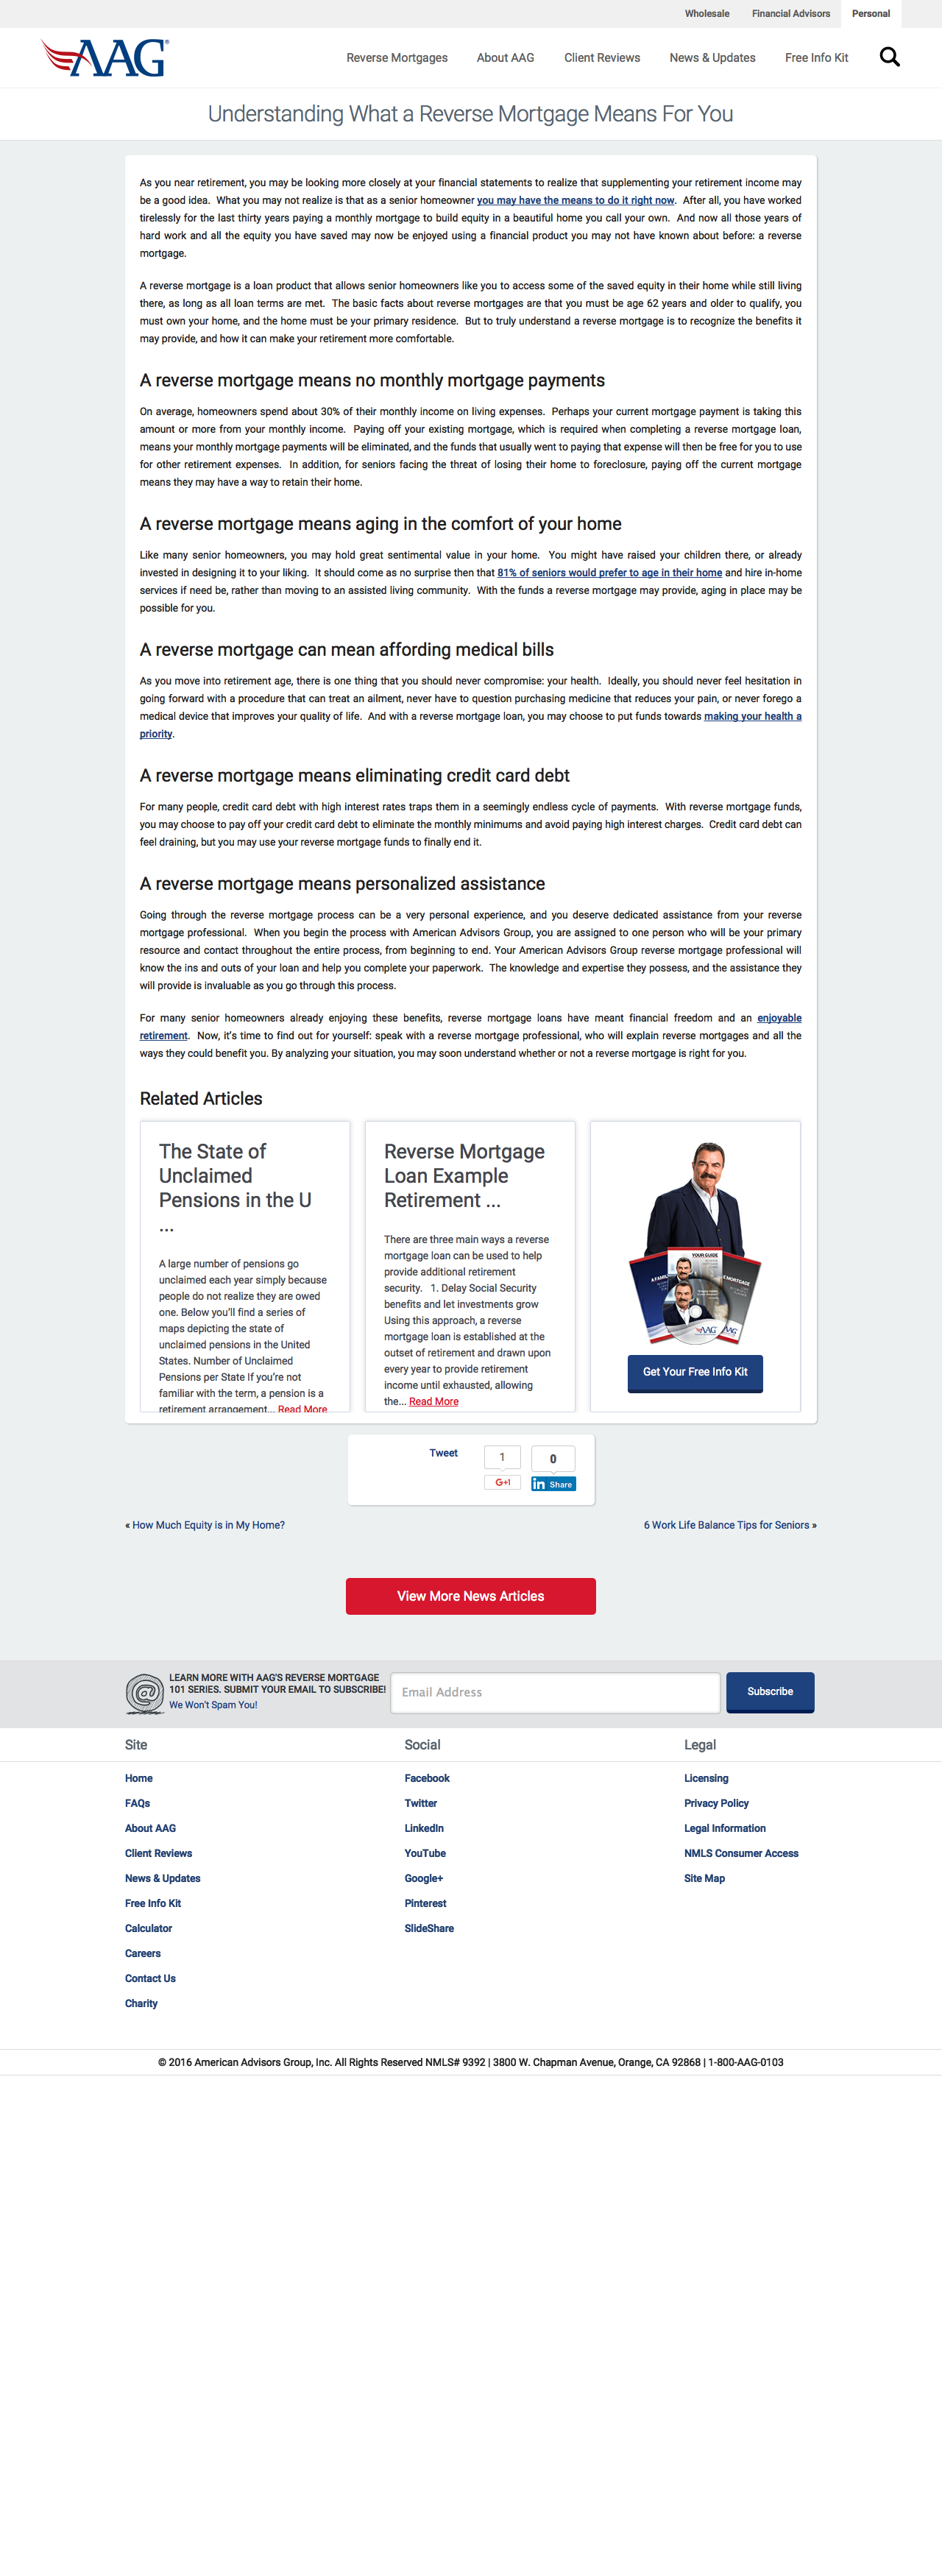 Wholesale Financial Advisors Personal
AAG®
Reverse Mortgages About AAG Client Reviews News & Updates Free Info Kit
Understanding What a Reverse Mortgage Means For You
As you near retirement, you may be looking more closely at your financial statements to realize that supplementing your retirement income may
be a good idea. What you may not realize is that as a senior homeowner you may have the means to do it right now. After all, you have worked
tirelessly for the last thirty years paying a monthly mortgage to build equity in a beautiful home you call your own. And now all those years of
hard work and all the equity you have saved may now be enjoyed using a financial product you may not have known about before: a reverse
mortgage.
A reverse mortgage is a loan product that allows senior homeowners like you to access some of the saved equity in their home while still living
there, as long as all loan terms are met. The basic facts about reverse mortgages are that you must be age 62 years and older to qualify, you
must own your home, and the home must be your primary residence. But to truly understand a reverse mortgage is to recognize the benefits it
may provide, and how it can make your retirement more comfortable.
A reverse mortgage means no monthly mortgage payments
On average, homeowners spend about 30% of their monthly income on living expenses. Perhaps your current mortgage payment is taking this
amount or more from your monthly income. Paying off your existing mortgage, which is required when completing a reverse mortgage loan,
means your monthly mortgage payments will be eliminated, and the funds that usually went to paying that expense will then be free for you to use
for other retirement expenses. In addition, for seniors facing the threat of losing their home to foreclosure, paying off the current mortgage
means they may have a way to retain their home.
A reverse mortgage means aging in the comfort of your home
Like many senior homeowners, you may hold great sentimental value in your home. You might have raised your children there, or already
invested in designing it to your liking. It should come as no surprise then that 81% of seniors would prefer to age in their home and hire in-home
services if need be, rather than moving to an assisted living community. With the funds a reverse mortgage may provide, aging in place may be
possible for you.
A reverse mortgage can mean affording medical bills
As you move into retirement age, there is one thing that you should never compromise: your health. Ideally, you should never feel hesitation in
going forward with a procedure that can treat an ailment, never have to question purchasing medicine that reduces your pain, or never forego a
medical device that improves your quality of life. And with a reverse mortgage loan, you may choose to put funds towards making your health a
priority.
A reverse mortgage means eliminating credit card debt
For many people, credit card debt with high interest rates traps them in a seemingly endless cycle of payments. With reverse mortgage funds,
you may choose to pay off your credit card debt to eliminate the monthly minimums and avoid paying high interest charges. Credit card debt can
feel draining, but you may use your reverse mortgage funds to finally end it.
A reverse mortgage means personalized assistance
Going through the reverse mortgage process can be a very personal experience, and you deserve dedicated assistance from your reverse
mortgage professional. When you begin the process with American Advisors Group, you are assigned to one person who will be your primary
resource and contact throughout the entire process, from beginning to end. Your American Advisors Group reverse mortgage professional will
know the ins and outs of your loan and help you complete your paperwork. The knowledge and expertise they possess, and the assistance they
will provide is invaluable as you go through this process.
For many senior homeowners already enjoying these benefits, reverse mortgage loans have meant financial freedom and an enjoyable
retirement. Now, it's time to find out for yourself: speak with a reverse mortgage professional, who will explain reverse mortgages and all the
ways they could benefit you. By analyzing your situation, you may soon understand whether or not a reverse mortgage is right for you.
Related Articles
The State of
Unclaimed
Pensions in the U
...
A large number of pensions go
unclaimed each year simply because
people do not realize they are owed
one. Below you'll find a series of
maps depicting the state of
unclaimed pensions in the United
States. Number of Unclaimed
Pensions per State If you're not
familiar with the term, a pension is a
retirement arrangement... Read More
Reverse Mortgage
Loan Example
Retirement ...
There are three main ways a reverse
mortgage loan can be used to help
provide additional retirement
security. 1. Delay Social Security
benefits and let investments grow
Using this approach, a reverse
mortgage loan is established at the
outset of retirement and drawn upon
every year to provide retirement
income until exhausted, allowing
the... Read More
YOUR GUIDE
AAG
AAG
Get Your Free Info Kit
Tweet
1
G+1
0
in Share
« How Much Equity is in My Home?
6 Work Life Balance Tips for Seniors »
View More News Articles
@
LEARN MORE WITH AAG'S REVERSE MORTGAGE
101 SERIES. SUBMIT YOUR EMAIL TO SUBSCRIBE!
We Won't Spam You!
Email Address
Subscribe
Site
Home
FAQs
About AAG
Client Reviews
News & Updates
Free Info Kit
Calculator
Careers
Contact Us
Charity
Social
Facebook
Twitter
LinkedIn
YouTube
Google+
Pinterest
SlideShare
Legal
Licensing
Privacy Policy
Legal Information
NMLS Consumer Access
Site Map
© 2016 American Advisors Group, Inc. All Rights Reserved NMLS# 9392 | 3800 W. Chapman Avenue, Orange, CA 92868 | 1-800-AAG-0103